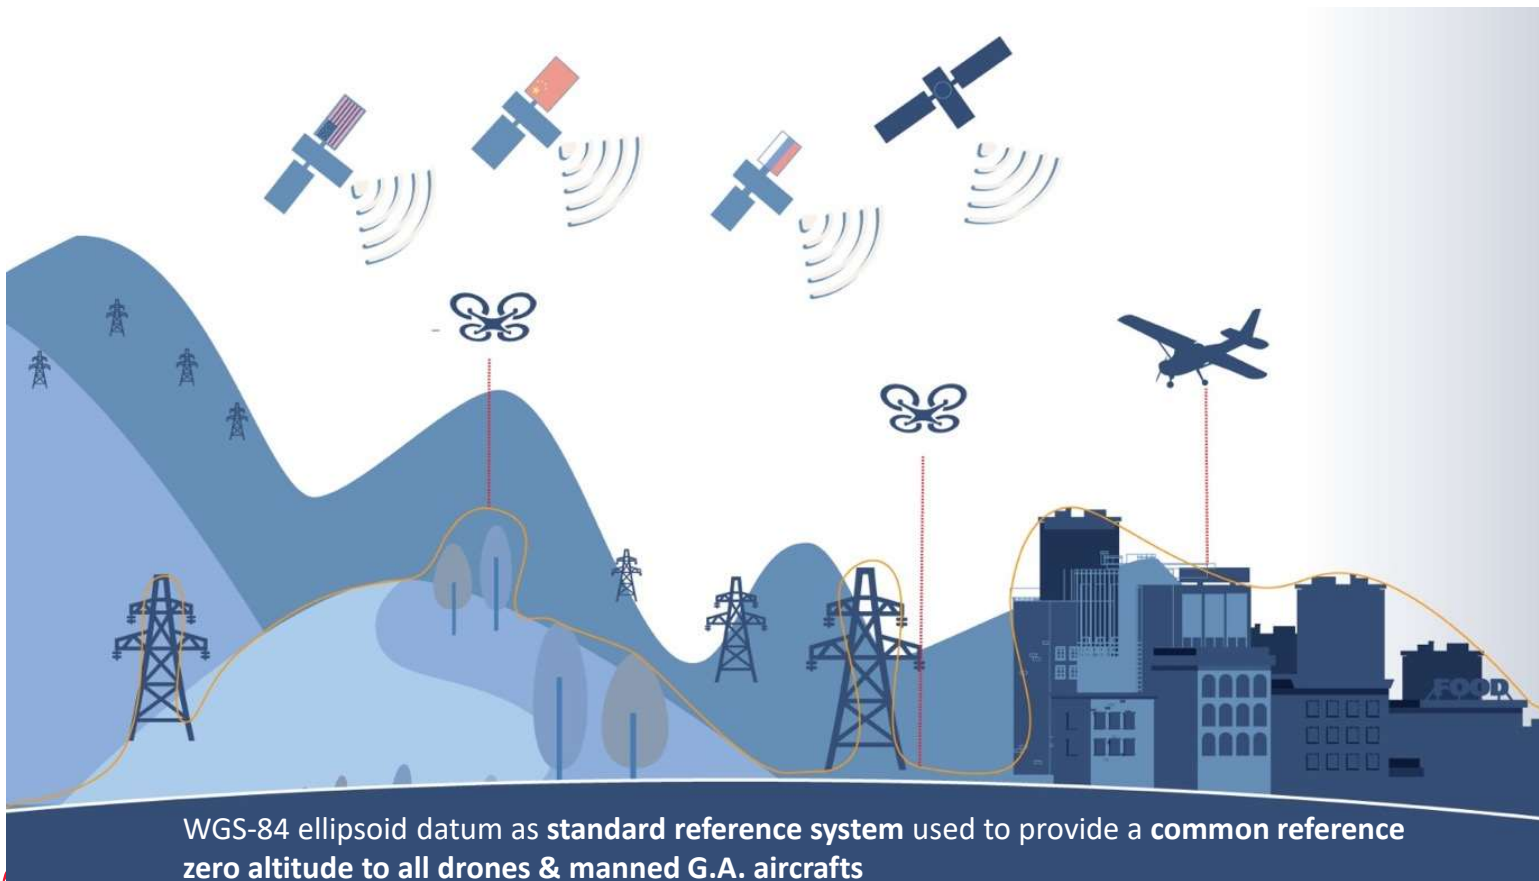 FOOD
WGS-84 ellipsoid datum as standard reference system used to provide a common reference
zero altitude to all drones & manned G.A. aircrafts